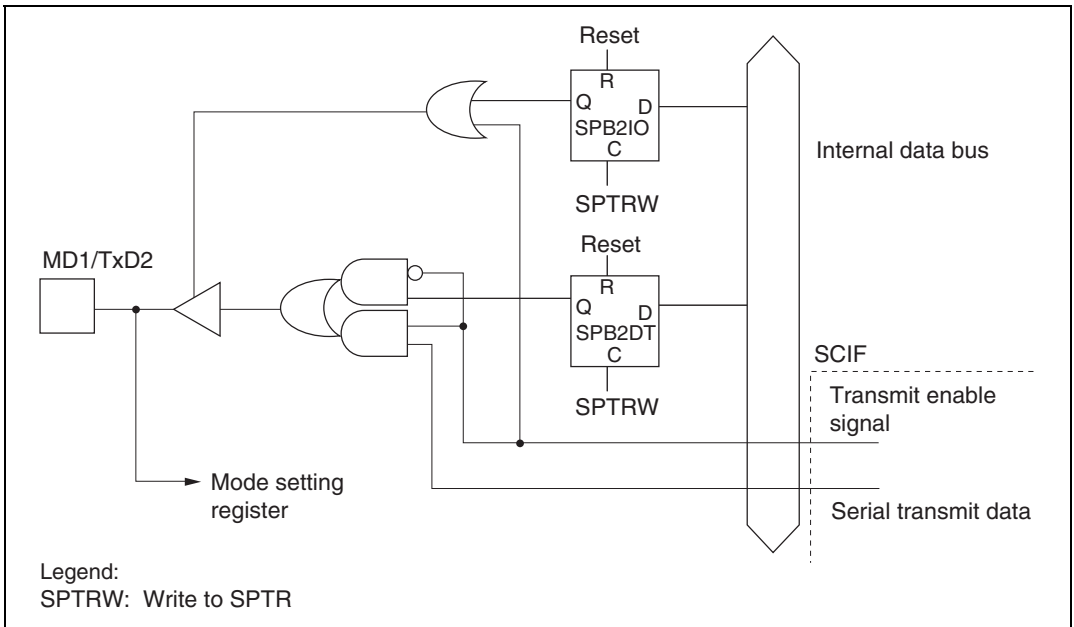 Reset
R
Q D
SPB2IO
C
SPTRW
Internal data bus
Reset
R
Q D
SPB2DT
C
SPTRW
MD1/TxD2
SCIF
Transmit enable
signal
Serial transmit data
Mode setting
register
Legend:
SPTRW: Write to SPTR